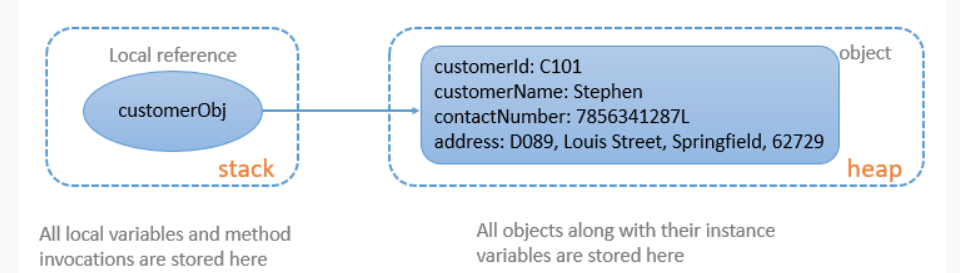 Local reference
customerObj
stack
object
customerId: C101
customerName: Stephen
contactNumber: 7856341287L
address: D089, Louis Street, Springfield, 62729
heap
All local variables and method
invocations are stored here
All objects along with their instance
variables are stored here